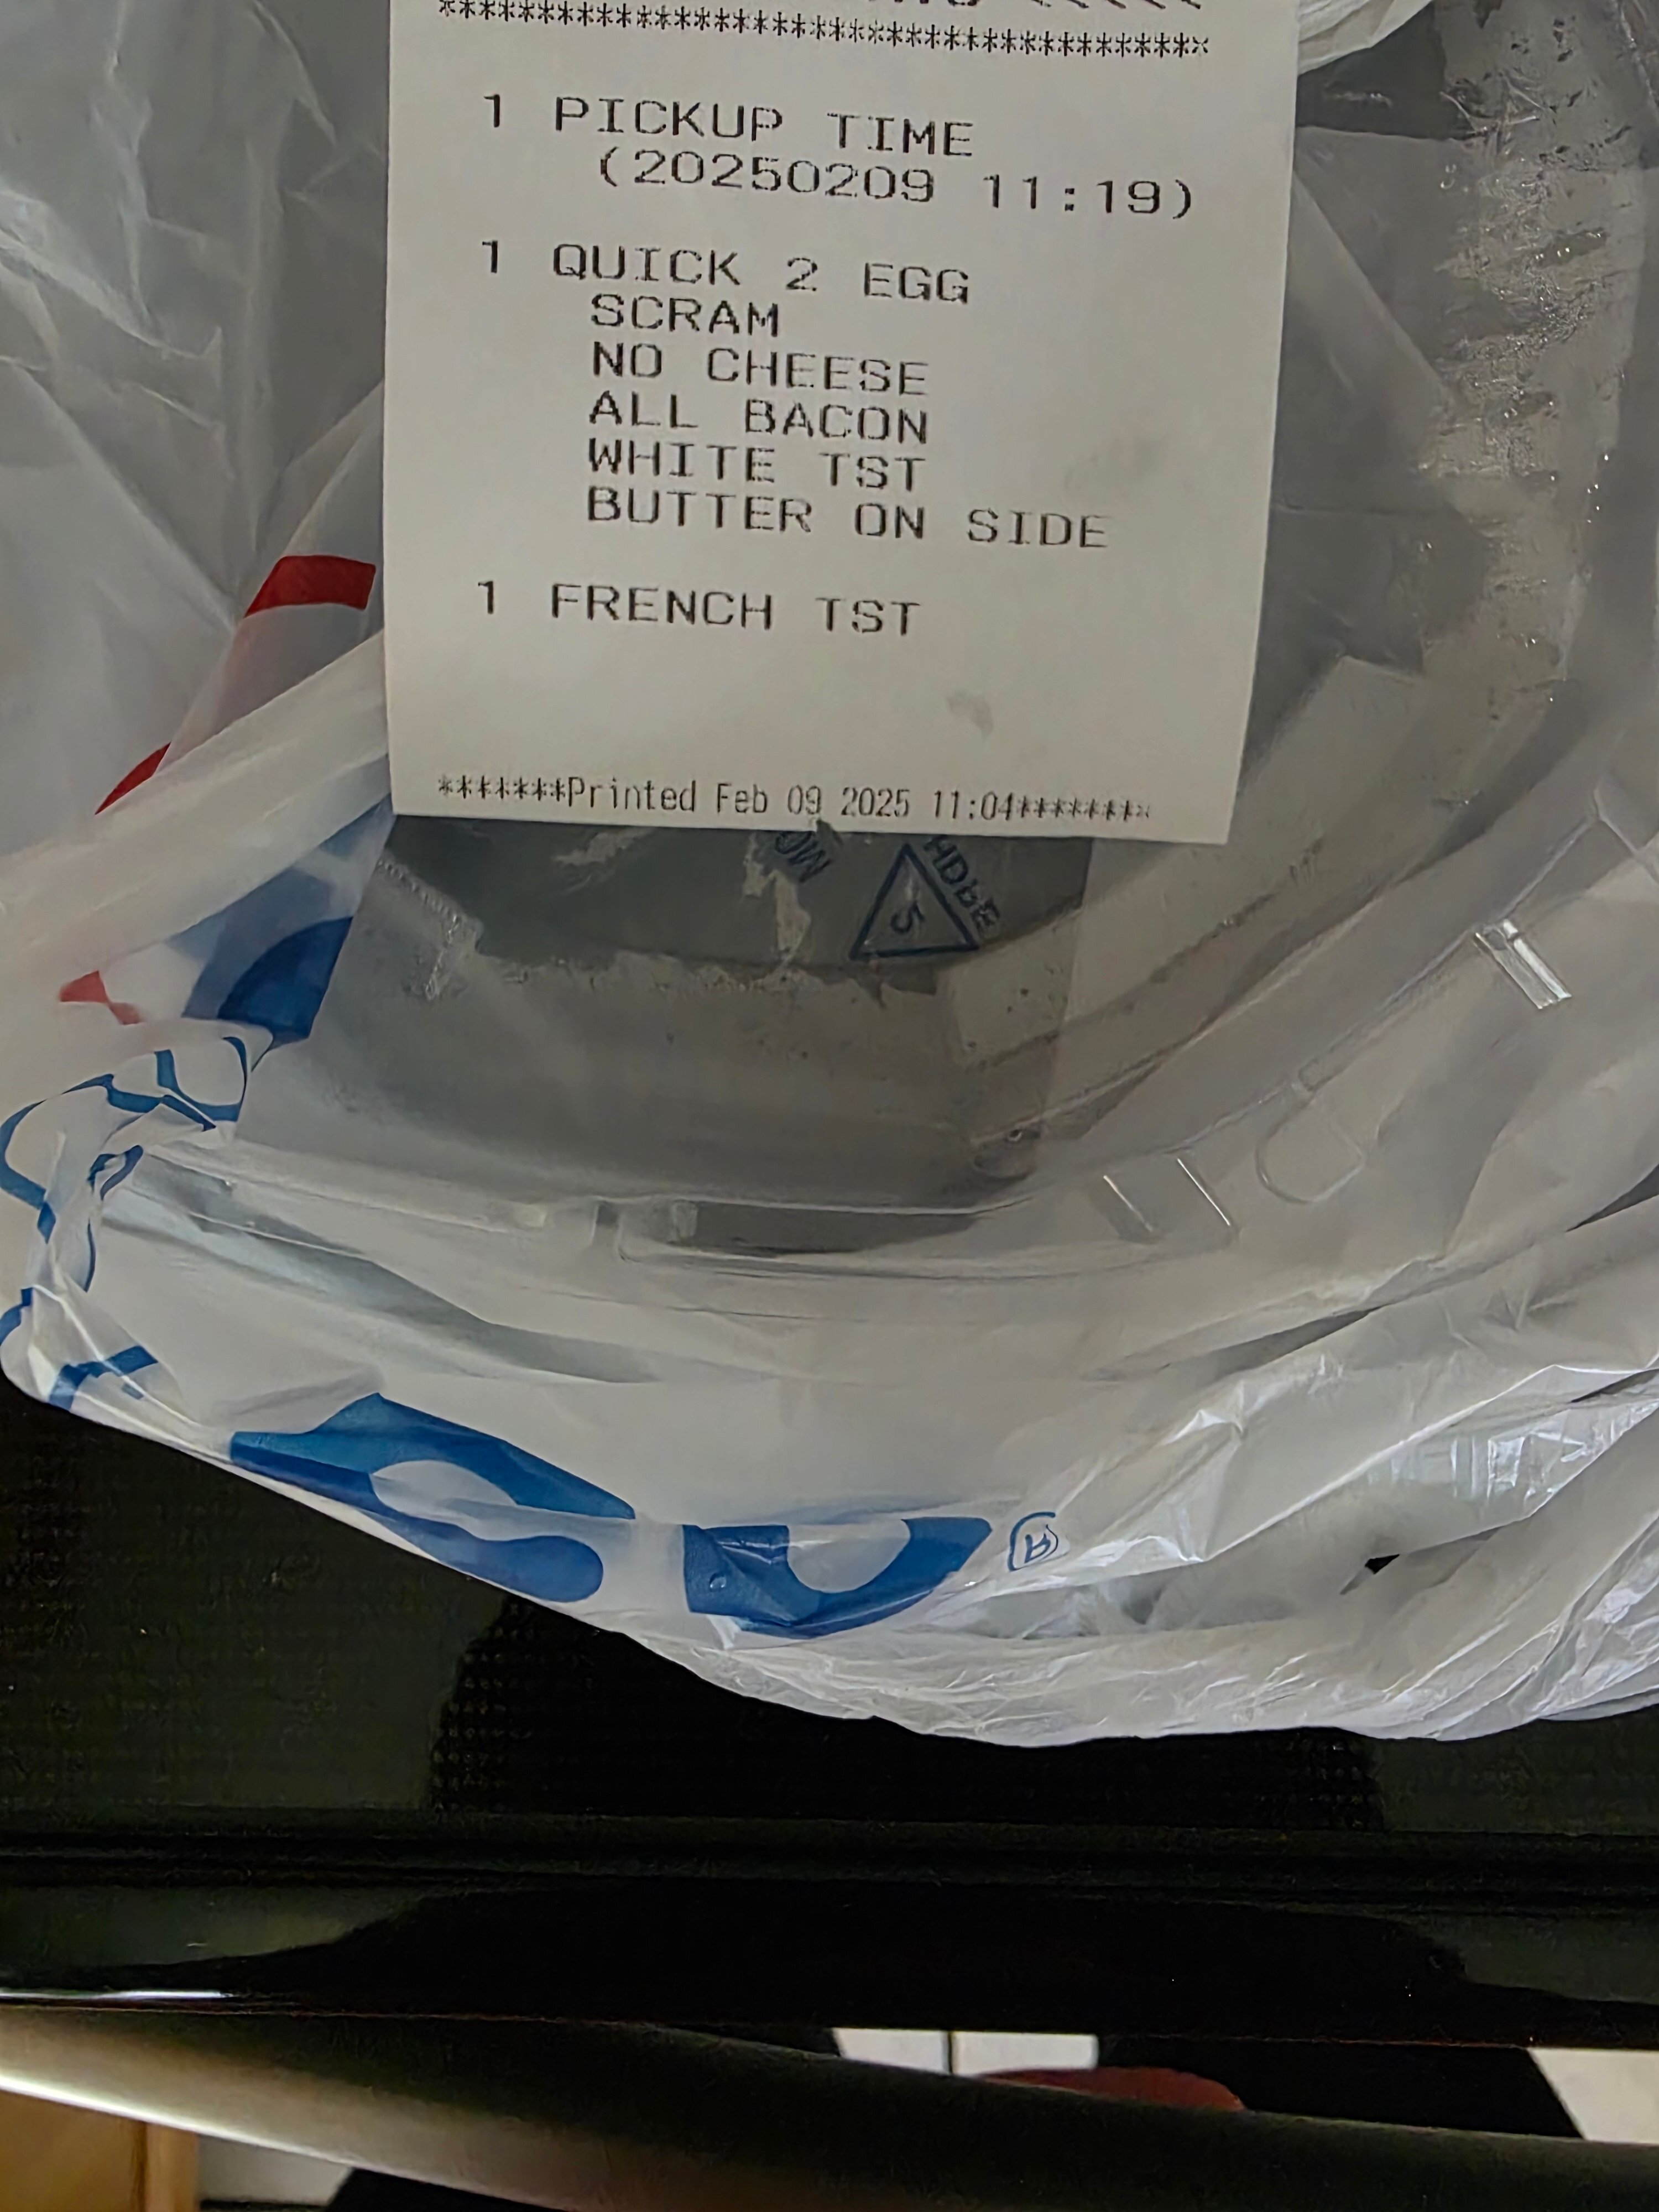 ****************************************
1 PICKUP TIME
(20250209 11:19)
1 QUICK 2 EGG
SCRAM
NO CHEESE
ALL BACON
WHITE TST
BUTTER ON SIDE
1 FRENCH TST
*******Printed Feb 09 2025 11:04*******
HDPE
5
®